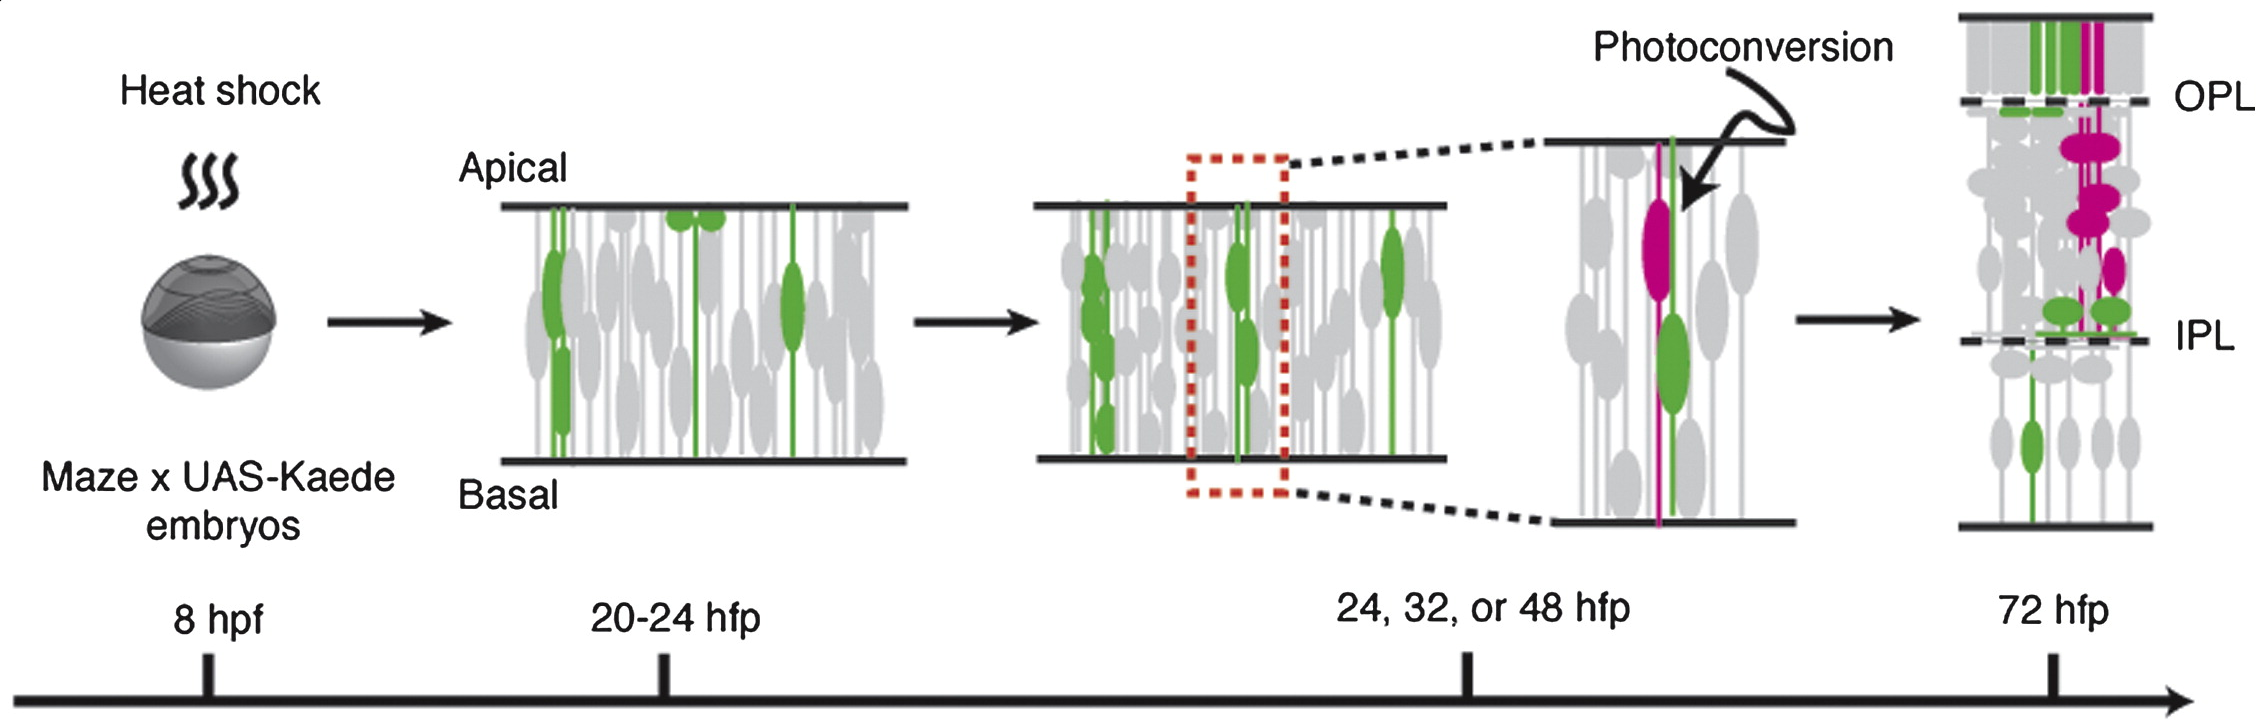 Heat shock
Maze x UAS-Kaede
embryos
Apical
Basal
Photoconversion
OPL
IPL
8 hpf
20-24 hfp
24, 32, or 48 hfp
72 hfp